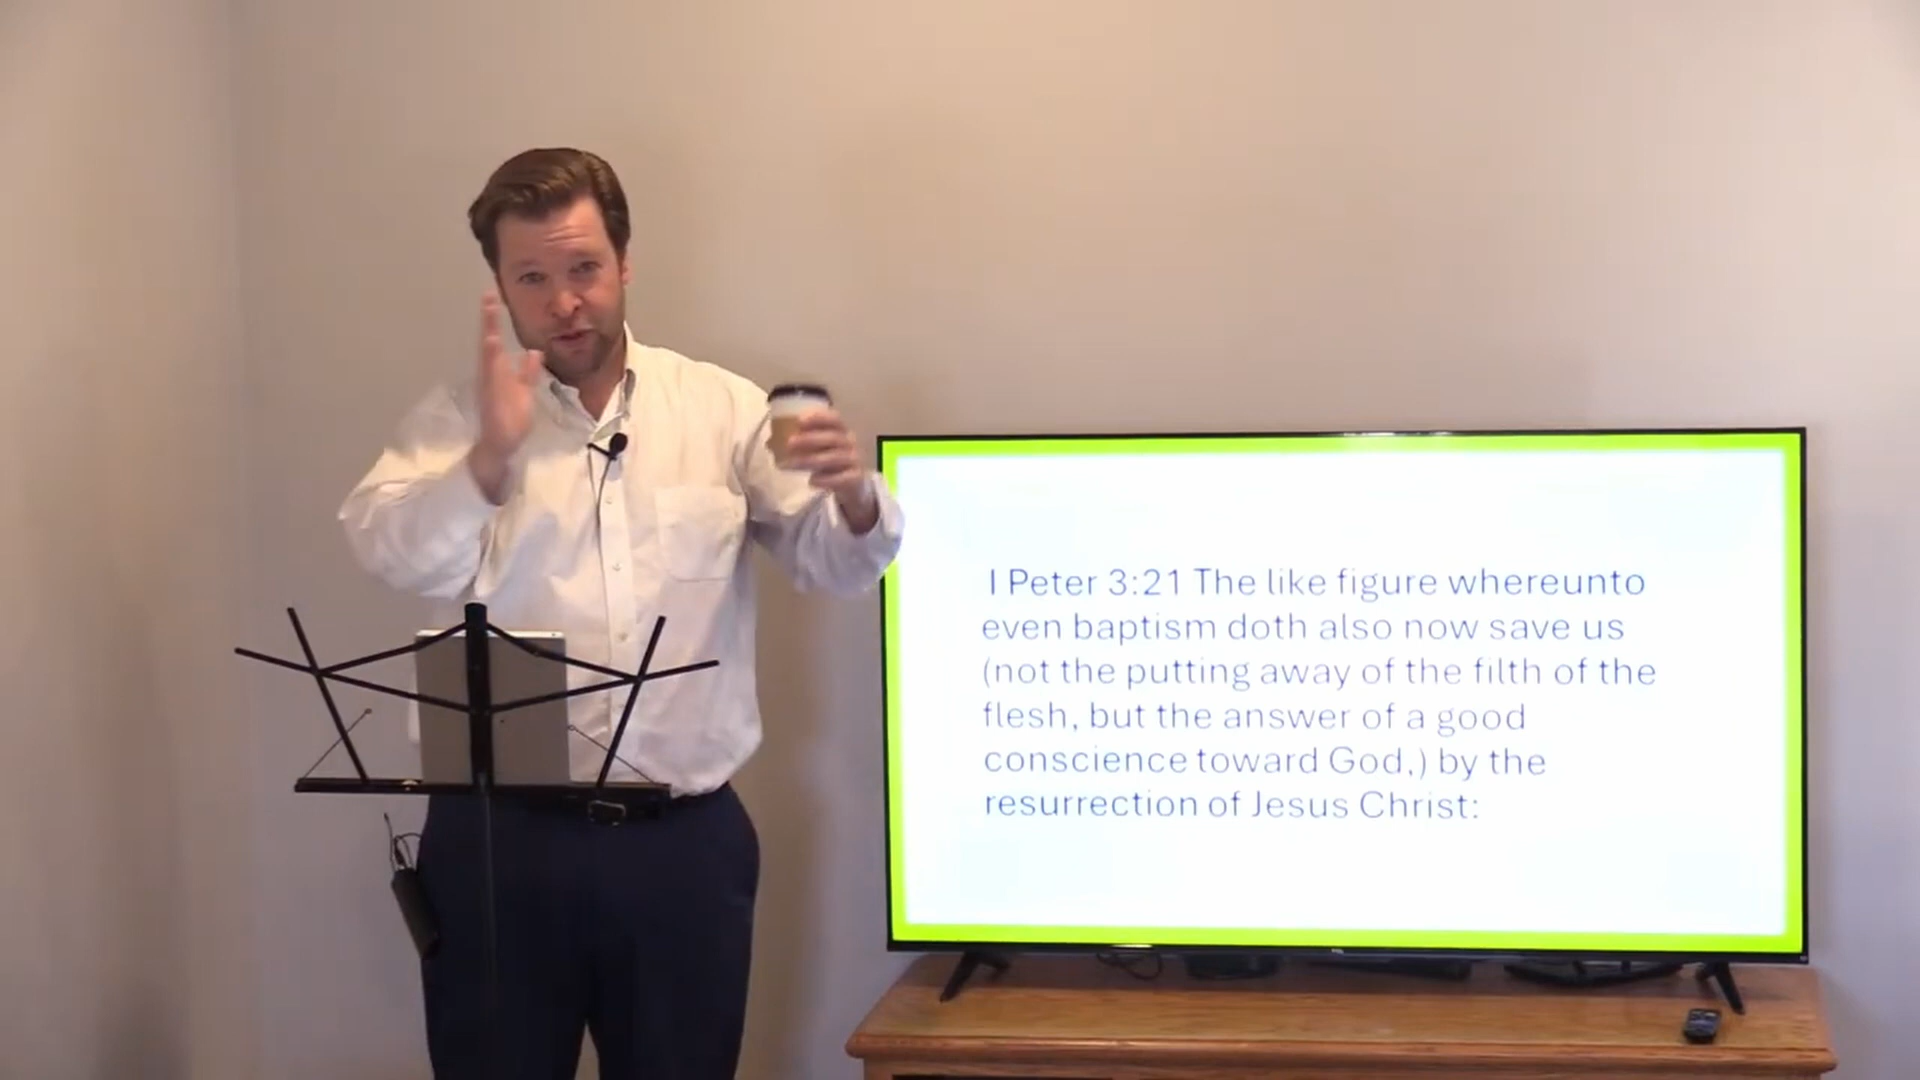 I Peter 3:21 The like figure whereunto
even baptism doth also now save us
(not the putting away of the filth of the
flesh, but the answer of a good
conscience toward God,) by the
resurrection of Jesus Christ: